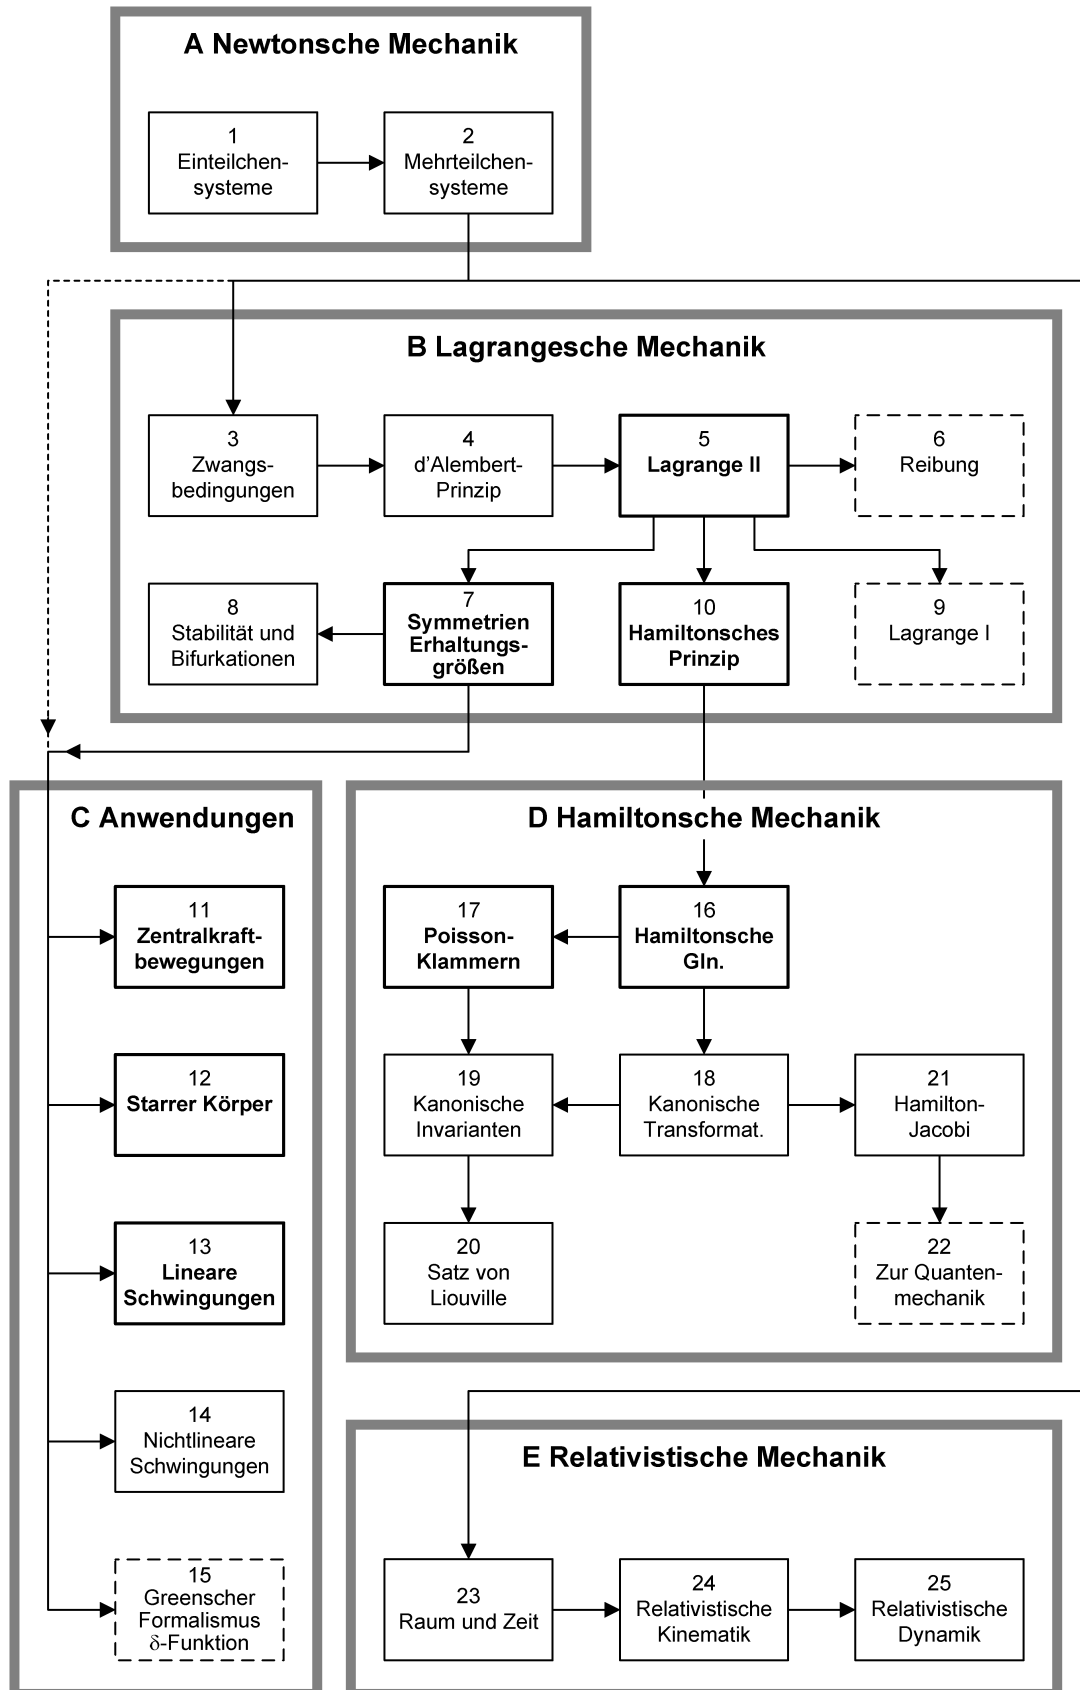 A Newtonsche Mechanik
1
Einteilchen-
systeme
2
Mehrteilchen-
systeme
B Lagrangesche Mechanik
3
Zwangs-
bedingungen
4
d'Alembert-
Prinzip
5
Lagrange II
6
Reibung
8
Stabilität und
Bifurkationen
7
Symmetrien
Erhaltungs-
größen
10
Hamiltonsches
Prinzip
9
Lagrange I
C Anwendungen
11
Zentralkraft-
bewegungen
12
Starrer Körper
13
Lineare
Schwingungen
14
Nichtlineare
Schwingungen
15
Greenscher
Formalismus
δ-Funktion
D Hamiltonsche Mechanik
17
Poisson-
Klammern
16
Hamiltonsche
Gln.
19
Kanonische
Invarianten
18
Kanonische
Transformat.
21
Hamilton-
Jacobi
20
Satz von
Liouville
22
Zur Quanten-
mechanik
E Relativistische Mechanik
23
Raum und Zeit
24
Relativistische
Kinematik
25
Relativistische
Dynamik